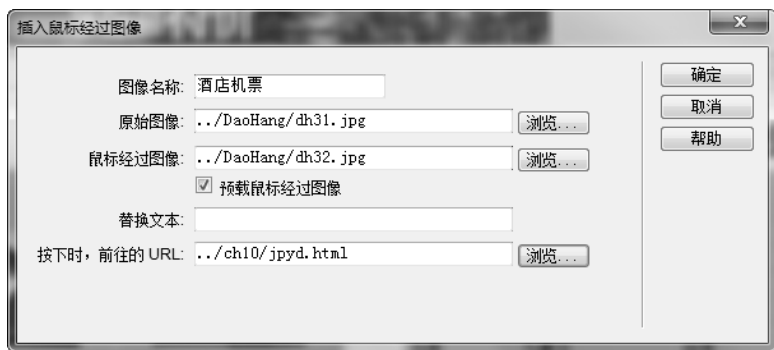 插入鼠标经过图像
图像名称: 酒店机票
原始图像: ../DaoHang/dh31.jpg 浏览...
鼠标经过图像: ../DaoHang/dh32.jpg 浏览...
预载鼠标经过图像
替换文本:
按下时，前往的 URL: ../ch10/jpyd.html 浏览...
确定
取消
帮助